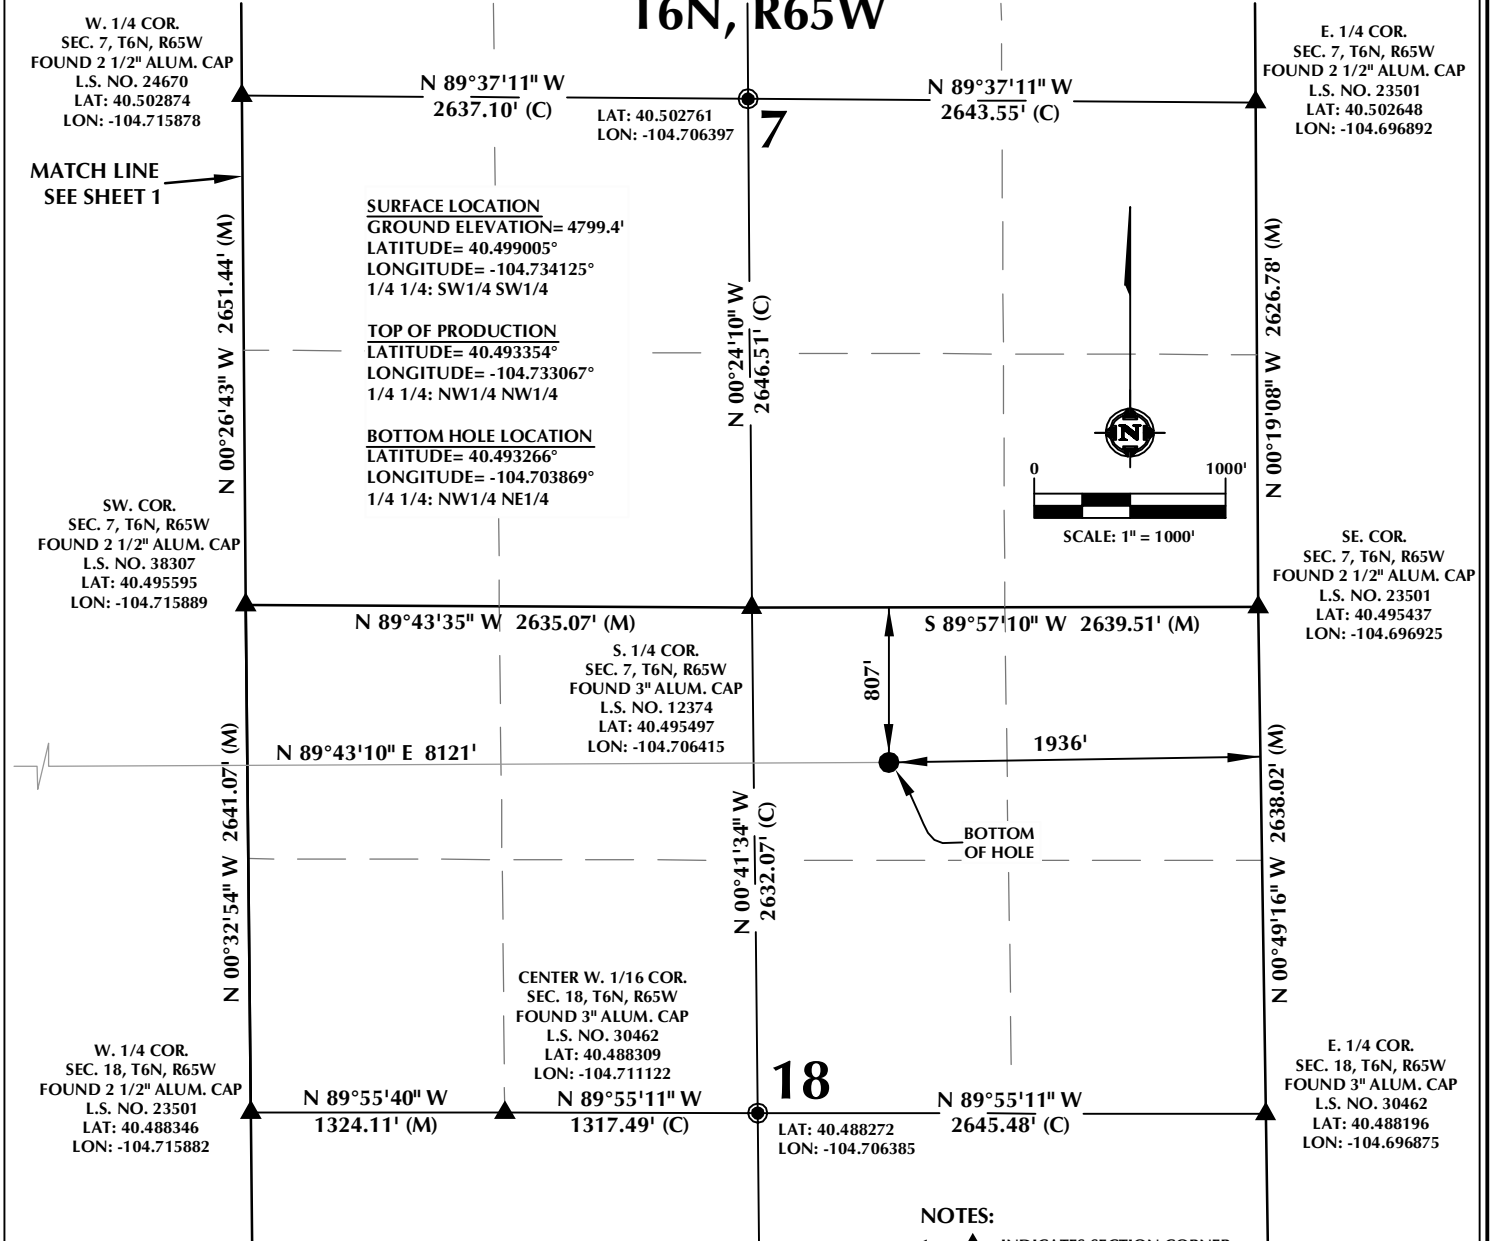 T6N, R65W
W. 1/4 COR.
SEC. 7, T6N, R65W
FOUND 2 1/2" ALUM. CAP
L.S. NO. 24670
LAT: 40.502874
LON: -104.715878
N 89°37'11" W
2637.10' (C)
LAT: 40.502761
LON: -104.706397
7
N 89°37'11" W
2643.55' (C)
E. 1/4 COR.
SEC. 7, T6N, R65W
FOUND 2 1/2" ALUM. CAP
L.S. NO. 23501
LAT: 40.502648
LON: -104.696892
MATCH LINE
SEE SHEET 1
N 00°26'43" W 2651.44' (M)
SURFACE LOCATION
GROUND ELEVATION= 4799.4'
LATITUDE= 40.499005°
LONGITUDE= -104.734125°
1/4 1/4: SW1/4 SW1/4
TOP OF PRODUCTION
LATITUDE= 40.493354°
LONGITUDE= -104.733067°
1/4 1/4: NW1/4 NW1/4
BOTTOM HOLE LOCATION
LATITUDE= 40.493266°
LONGITUDE= -104.703869°
1/4 1/4: NW1/4 NE1/4
N 00°24'10" W
2646.51' (C)
N
0 1000'
SCALE: 1" = 1000'
N 00°19'08" W 2626.78' (M)
SW. COR.
SEC. 7, T6N, R65W
FOUND 2 1/2" ALUM. CAP
L.S. NO. 38307
LAT: 40.495595
LON: -104.715889
N 89°43'35" W 2635.07' (M)
S. 1/4 COR.
SEC. 7, T6N, R65W
FOUND 3" ALUM. CAP
L.S. NO. 12374
LAT: 40.495497
LON: -104.706415
S 89°57'10" W 2639.51' (M)
SE. COR.
SEC. 7, T6N, R65W
FOUND 2 1/2" ALUM. CAP
L.S. NO. 23501
LAT: 40.495437
LON: -104.696925
807'
N 89°43'10" E 8121'
1936'
BOTTOM
OF HOLE
N 00°32'54" W 2641.07' (M)
N 00°41'34" W
2632.07' (C)
N 00°49'16" W 2638.02' (M)
CENTER W. 1/16 COR.
SEC. 18, T6N, R65W
FOUND 3" ALUM. CAP
L.S. NO. 30462
LAT: 40.488309
LON: -104.711122
W. 1/4 COR.
SEC. 18, T6N, R65W
FOUND 2 1/2" ALUM. CAP
L.S. NO. 23501
LAT: 40.488346
LON: -104.715882
N 89°55'40" W
1324.11' (M)
N 89°55'11" W
1317.49' (C)
18
LAT: 40.488272
LON: -104.706385
N 89°55'11" W
2645.48' (C)
E. 1/4 COR.
SEC. 18, T6N, R65W
FOUND 3" ALUM. CAP
L.S. NO. 30462
LAT: 40.488196
LON: -104.696875
NOTES:
INDICATES SECTION CORNER